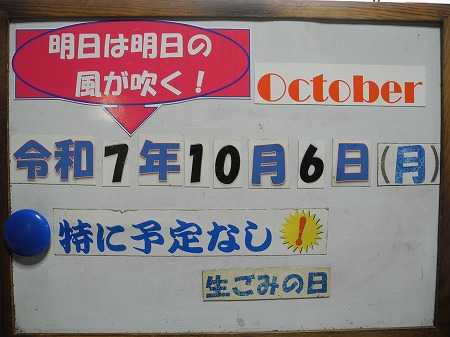 明日は明日の
風が吹く！
October
令和7年10月6日(月)
特に予定なし！
生ごみの日